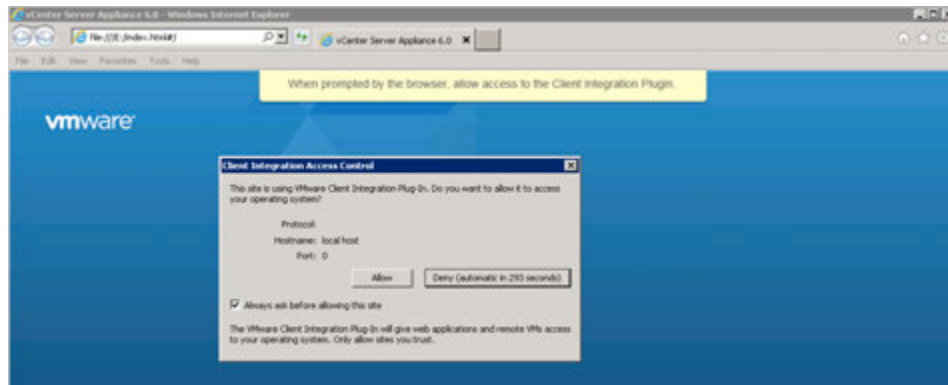 vCenter Server Appliance 6.0 - Windows Internet Explorer
file:///E:/index.html#/
vCenter Server Appliance 6.0
File Edit View Favorites Tools Help
When prompted by the browser, allow access to the Client Integration Plugin.
vmware
Client Integration Access Control
This site is using VMware Client Integration Plug-In. Do you want to allow it to access
your operating system?
Protocol:
Hostname: local host
Port: 0
Allow Deny (automatic in 293 seconds)
Always ask before allowing this site
The VMware Client Integration Plug-In will give web applications and remote VMs access
to your operating system. Only allow sites you trust.